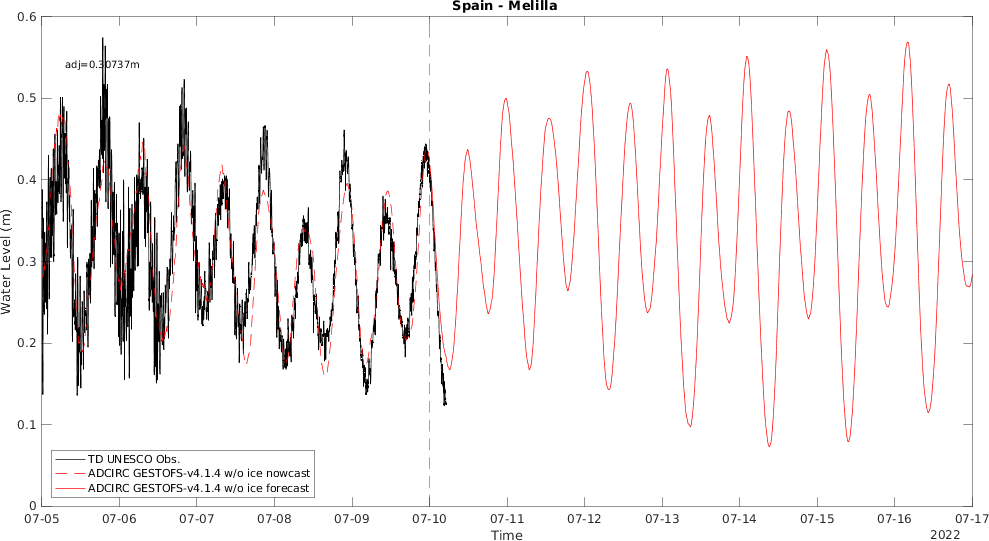 Spain - Melilla
adj=0.30737m
Water Level (m)
0.6
0.5
0.4
0.3
0.2
0.1
0
TD UNESCO Obs.
ADCIRC GESTOFS-v4.1.4 w/o ice nowcast
ADCIRC GESTOFS-v4.1.4 w/o ice forecast
07-05 07-06 07-07 07-08 07-09 07-10 07-11 07-12 07-13 07-14 07-15 07-16 07-17
Time
2022